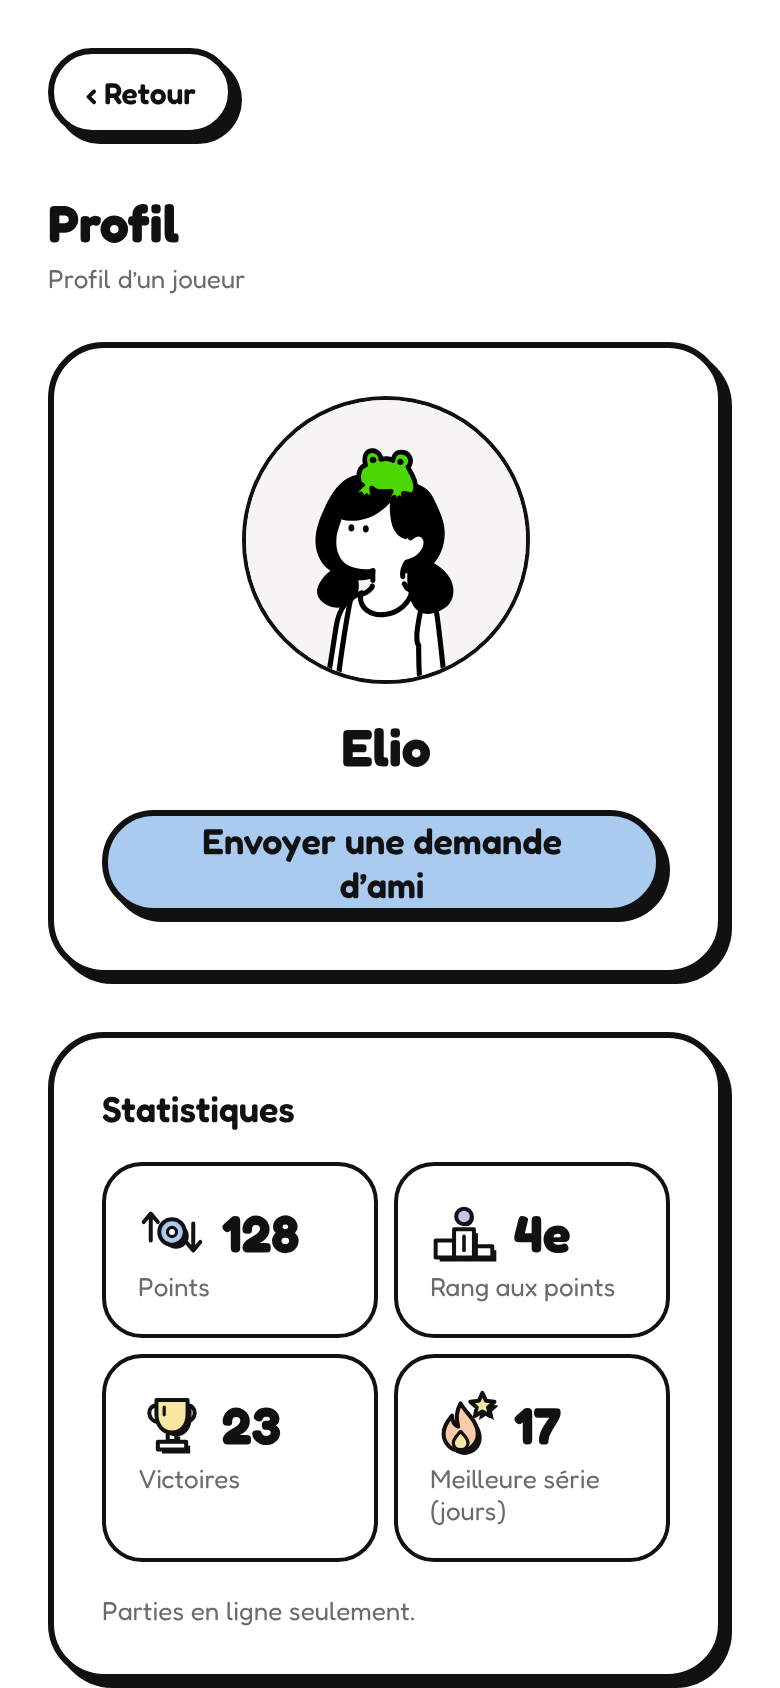 ‹ Retour
Profil
Profil d’un joueur
Elio
Envoyer une demande
d’ami
Statistiques
128
Points
4e
Rang aux points
23
Victoires
17
Meilleure série
(jours)
Parties en ligne seulement.